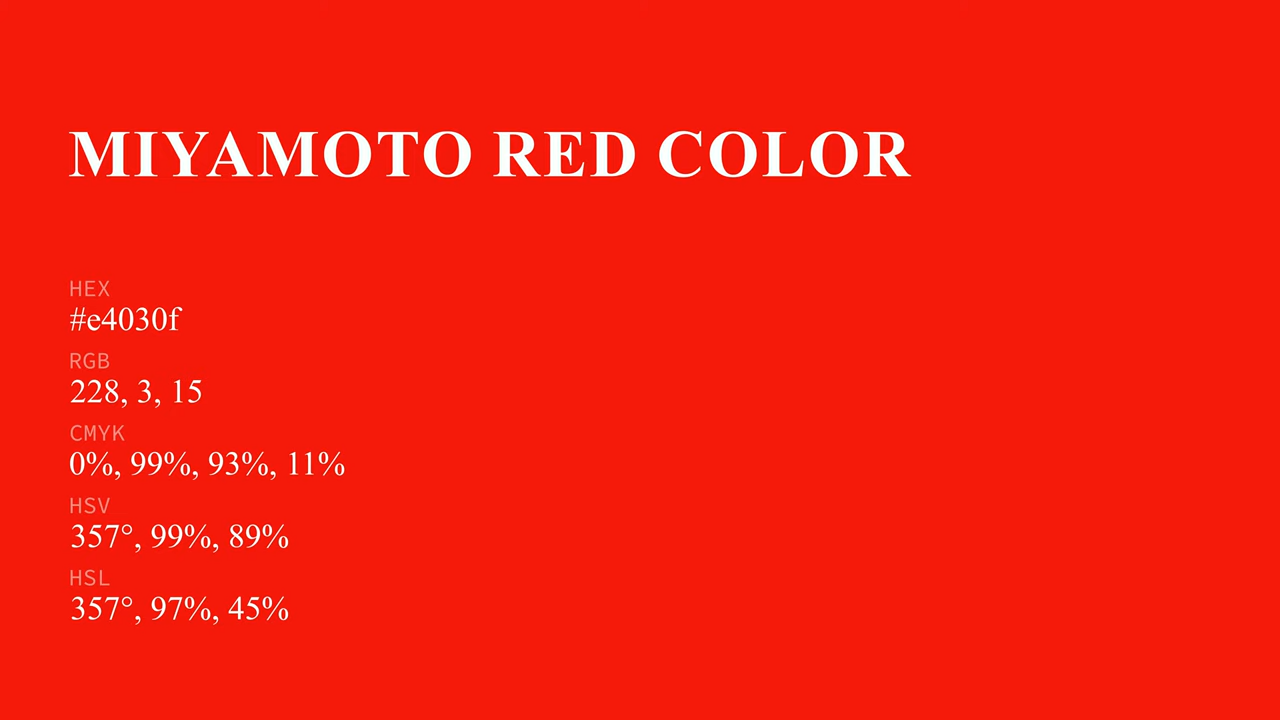 MIYAMOTO RED COLOR
HEX
#e4030f
RGB
228, 3, 15
CMYK
0%, 99%, 93%, 11%
HSV
357°, 99%, 89%
HSL
357°, 97%, 45%